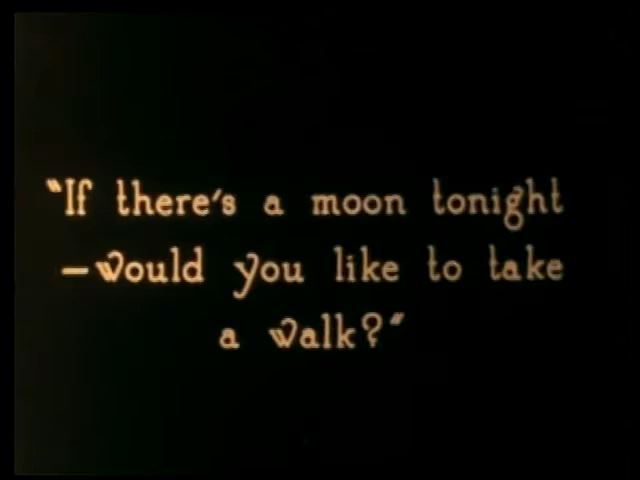 "If there's a moon tonight
—would you like to take
a walk?"